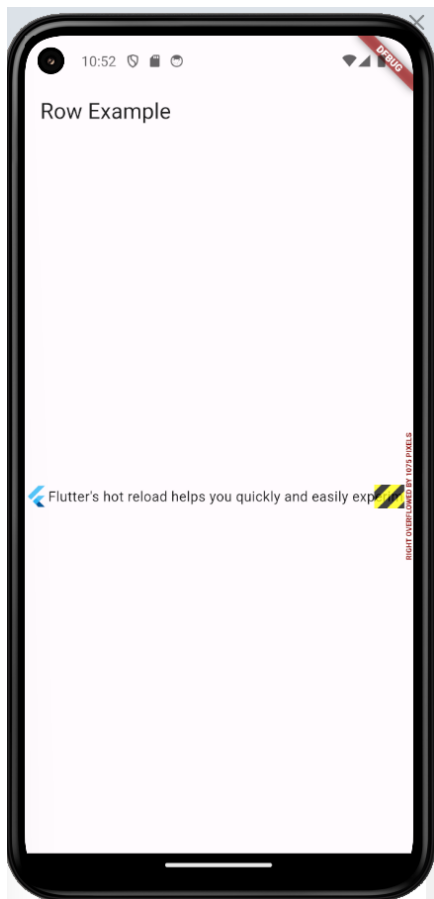 10:52
DEBUG
Row Example
Flutter's hot reload helps you quickly and easily exp
RIGHT OVERFLOWED BY 1075 PIXELS